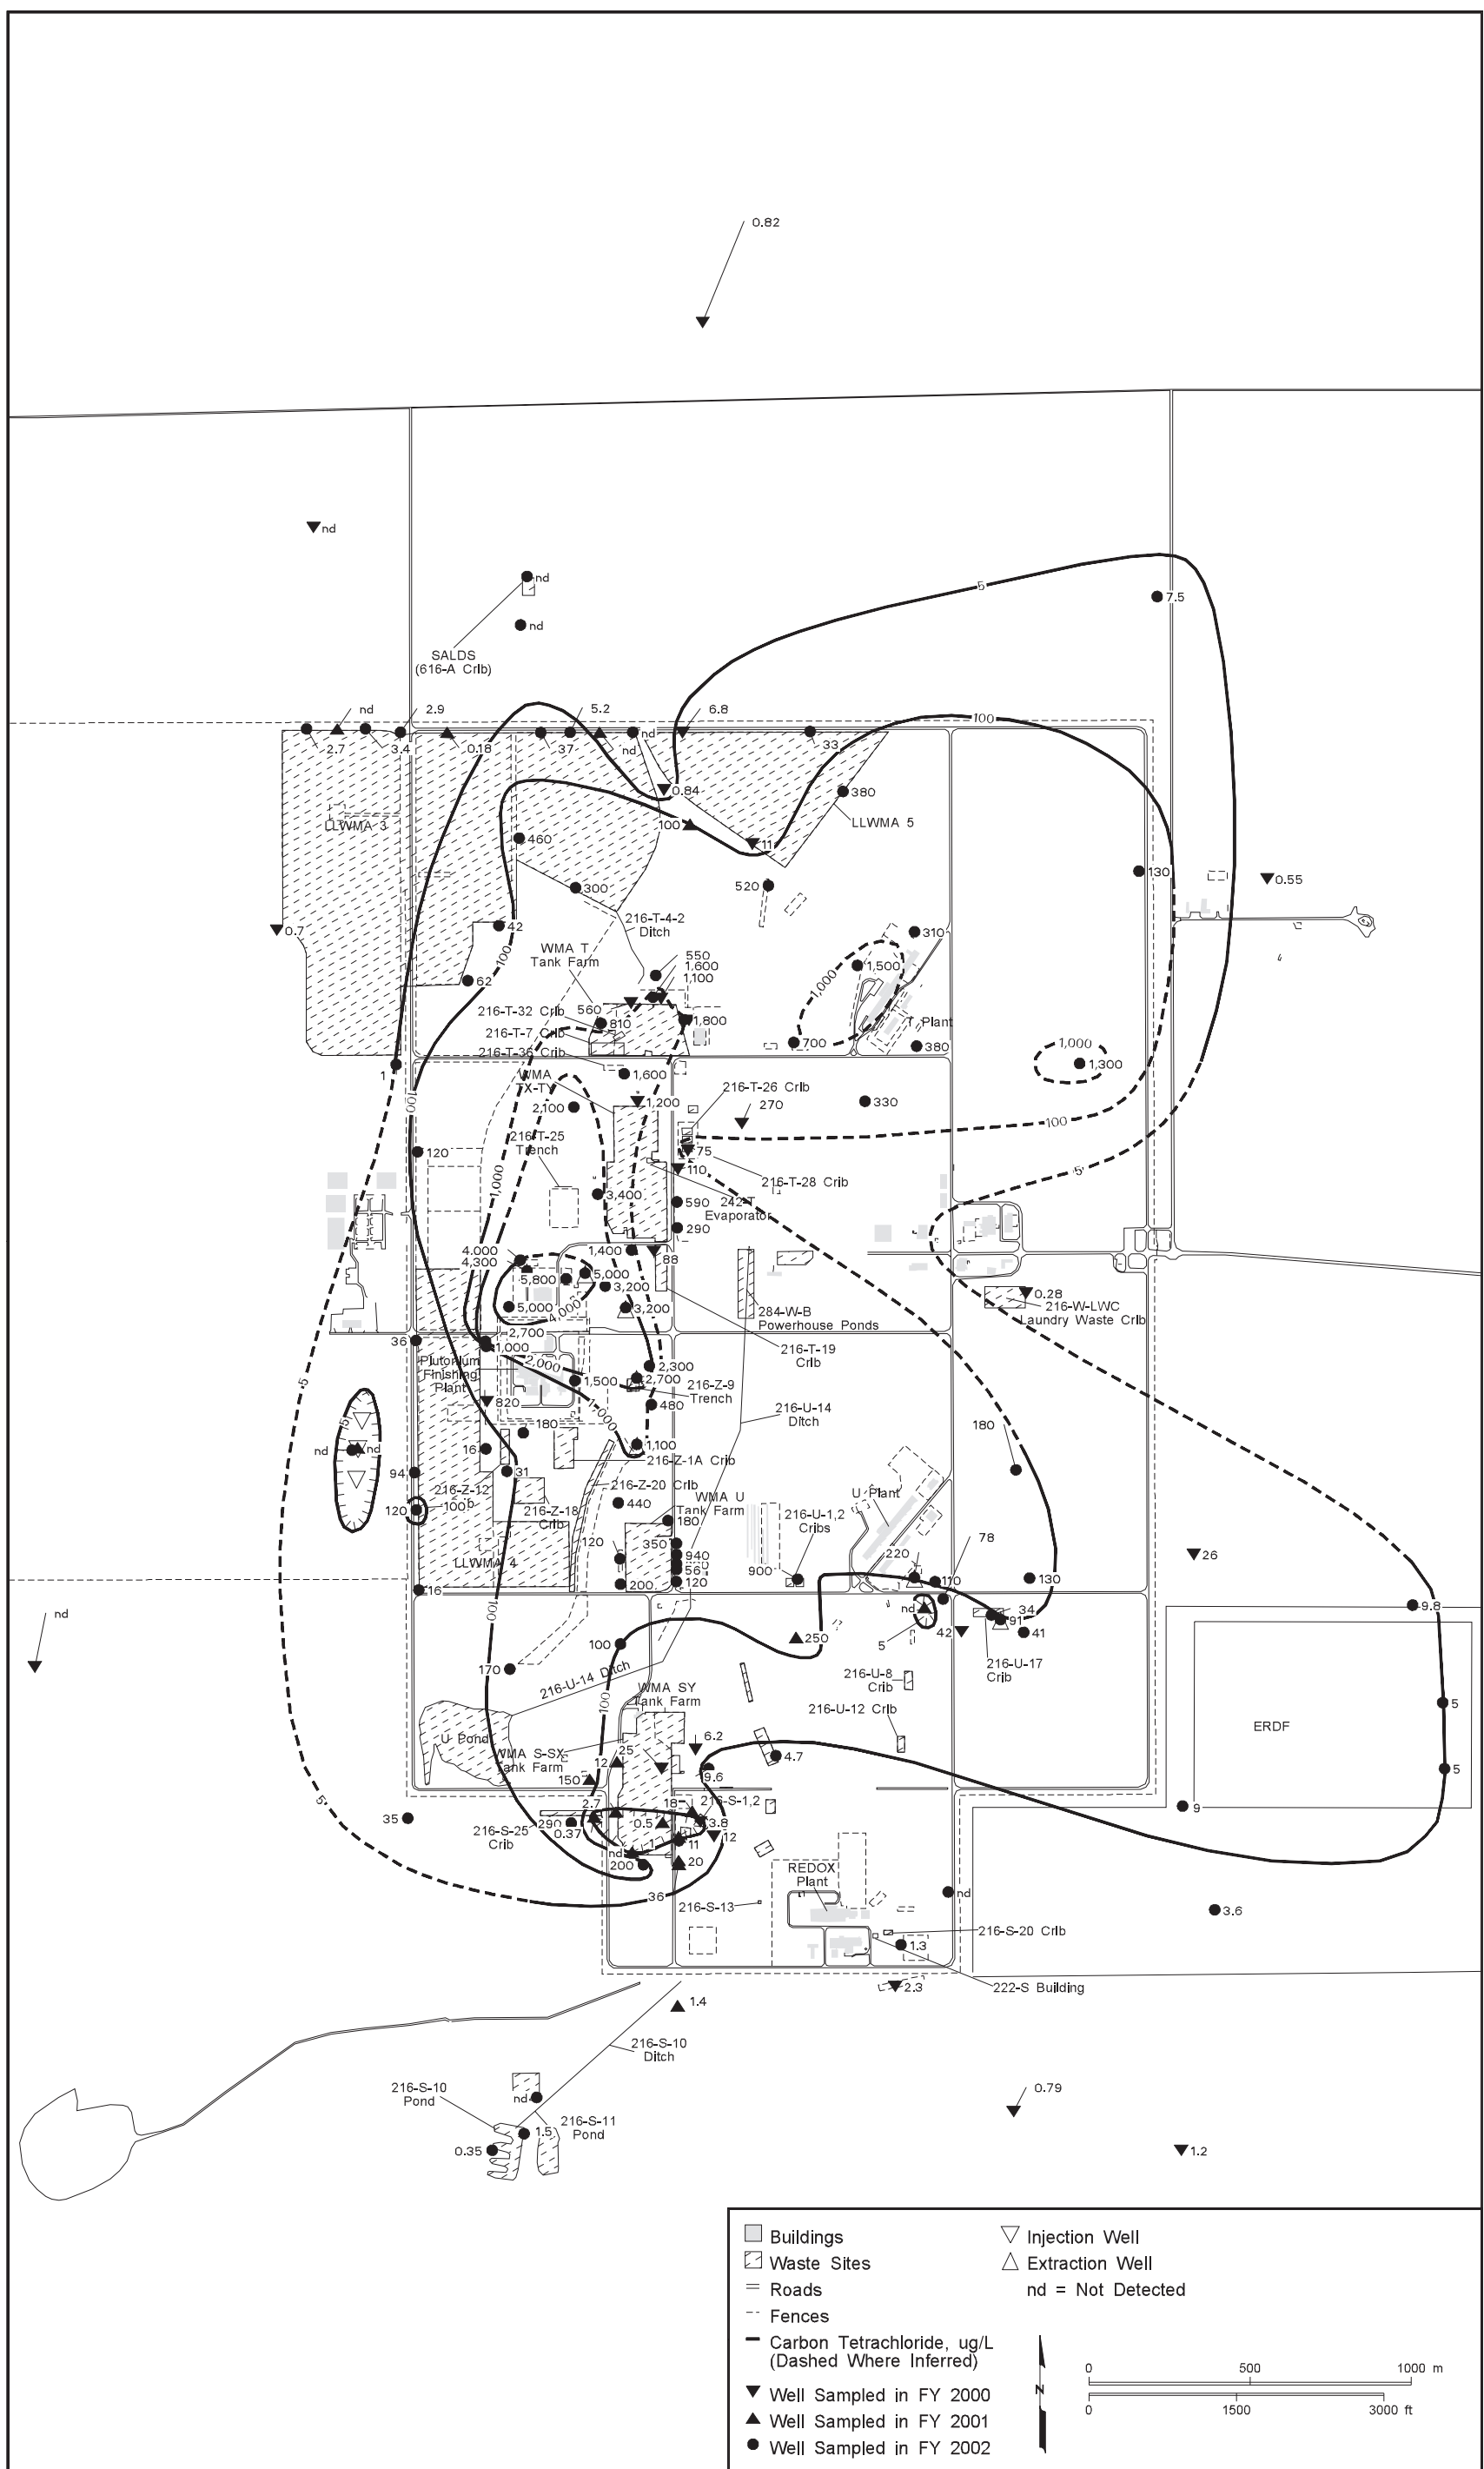 0.82
nd
nd
nd
SALDS
(616-A Crib)
5
7.5
nd
2.9
5.2
6.8
100
2.7
3.4
0.18
37
nd
nd
33
0.84
380
LLWMA 3
100
LLWMA 5
11
460
130
0.55
300
520
216-T-4-2
Ditch
0.7
42
310
100
WMA T
Tank Farm
550
1,600
1,100
1,500
62
1,000
216-T-32 Crib
560
810
1,800
T Plant
216-T-7 Crib
700
380
1,000
216-T-36 Crib
1
1,300
WMA
TX-TY
1,600
216-T-26 Crib
100
2,100
1,200
270
330
216-T-25
Trench
100
120
75
110
216-T-28 Crib
5
1,000
3,400
590
242-T
Evaporator
290
4,000
4,300
1,400
88
5,800
5,000
3,200
0.28
5,000
4,000
3,200
284-W-B
Powerhouse Ponds
216-W-LWC
Laundry Waste Crib
36
2,700
1,000
216-T-19
Crib
Plutonium
Finishing
Plant
2,000
2,300
5
1,500
2,700
216-Z-9
Trench
820
480
1,000
216-U-14
Ditch
5
180
180
nd
nd
16
1,100
216-Z-1A Crib
94
31
216-Z-12
216-Z-20 Crib
U Plant
120
100
216-Z-18
Crib
440
WMA U
Tank Farm
180
216-U-1,2
Cribs
350
78
LLWMA 4
120
940
220
26
561
900
16
200
120
110
130
nd
100
nd
34
91
9.8
5
42
41
100
250
170
216-U-14 Ditch
216-U-8
Crib
216-U-17
Crib
100
WMA SY
Tank Farm
5
216-U-12 Crib
ERDF
U Pond
6.2
WMA S-SX
Tank Farm
25
12
4.7
150
9.6
5
5
9
35
2.7
18
216-S-1,2
216-S-25
Crib
290
0.37
0.5
3.8
12
1
11
nd
200
20
REDOX
Plant
36
nd
216-S-13
3.6
216-S-20 Crib
1.3
2.3
222-S Building
1.4
216-S-10
Ditch
216-S-10
Pond
nd
0.79
216-S-11
Pond
1.5
0.35
1.2
Buildings
Injection Well
Waste Sites
Extraction Well
Roads
nd = Not Detected
Fences
Carbon Tetrachloride, ug/L
(Dashed Where Inferred)
Well Sampled in FY 2000
Well Sampled in FY 2001
Well Sampled in FY 2002
N
0 500 1000 m
0 1500 3000 ft